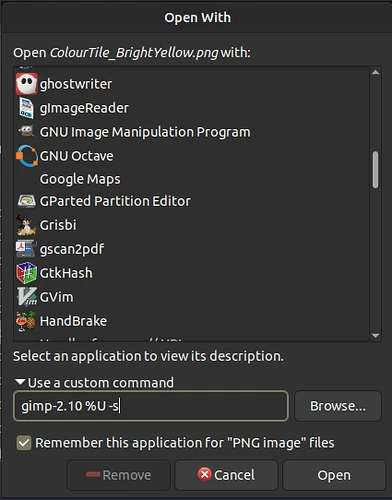 Open With
Open ColourTile_BrightYellow.png with:
ghostwriter
gImageReader
GNU Image Manipulation Program
GNU Octave
Google Maps
GParted Partition Editor
Grisbi
gscan2pdf
GtkHash
GVim
HandBrake
Select an application to view its description.
Use a custom command
gimp-2.10 %U -s
Browse...
Remember this application for "PNG image" files
Remove
Cancel
Open